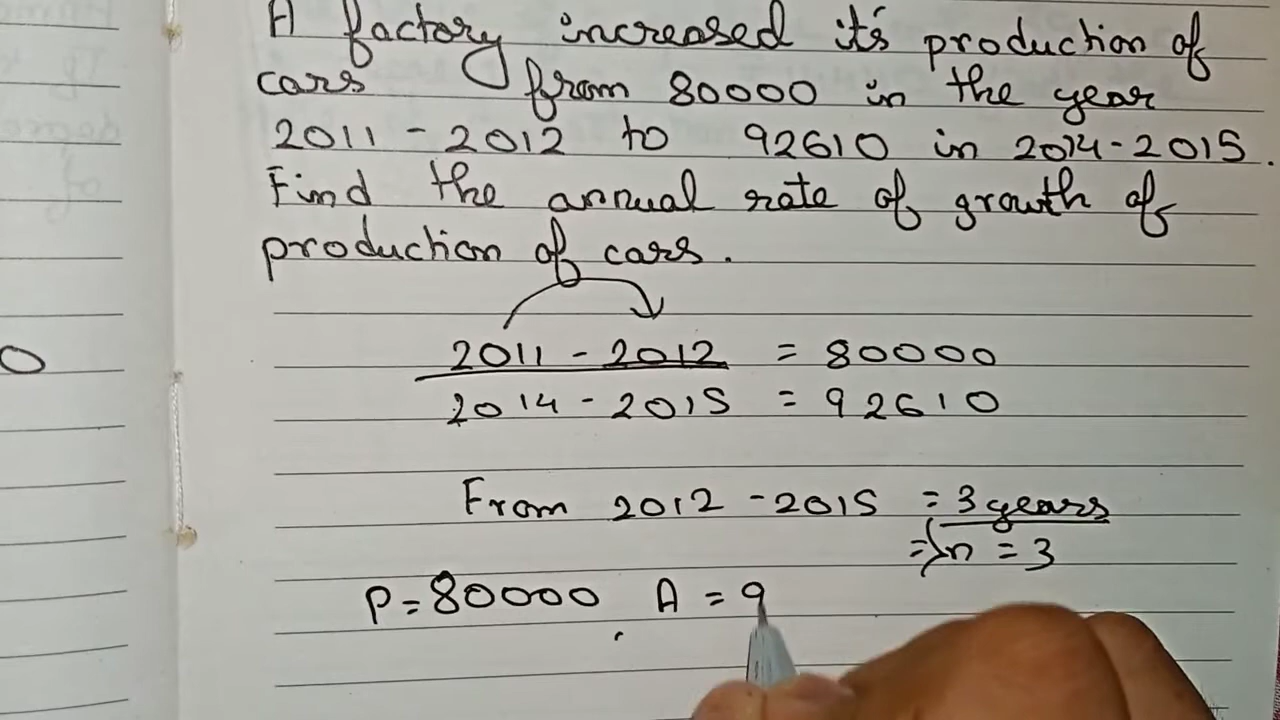 A factory increased it's production of
cars from 80000 in the year
2011 - 2012 to 92610 in 2014-2015.
Find the annual rate of growth of
production of cars.
2011 - 2012 = 80000
2014 - 2015 = 92610
From 2012 - 2015 = 3 years
=> n = 3
P = 80000 A = 9